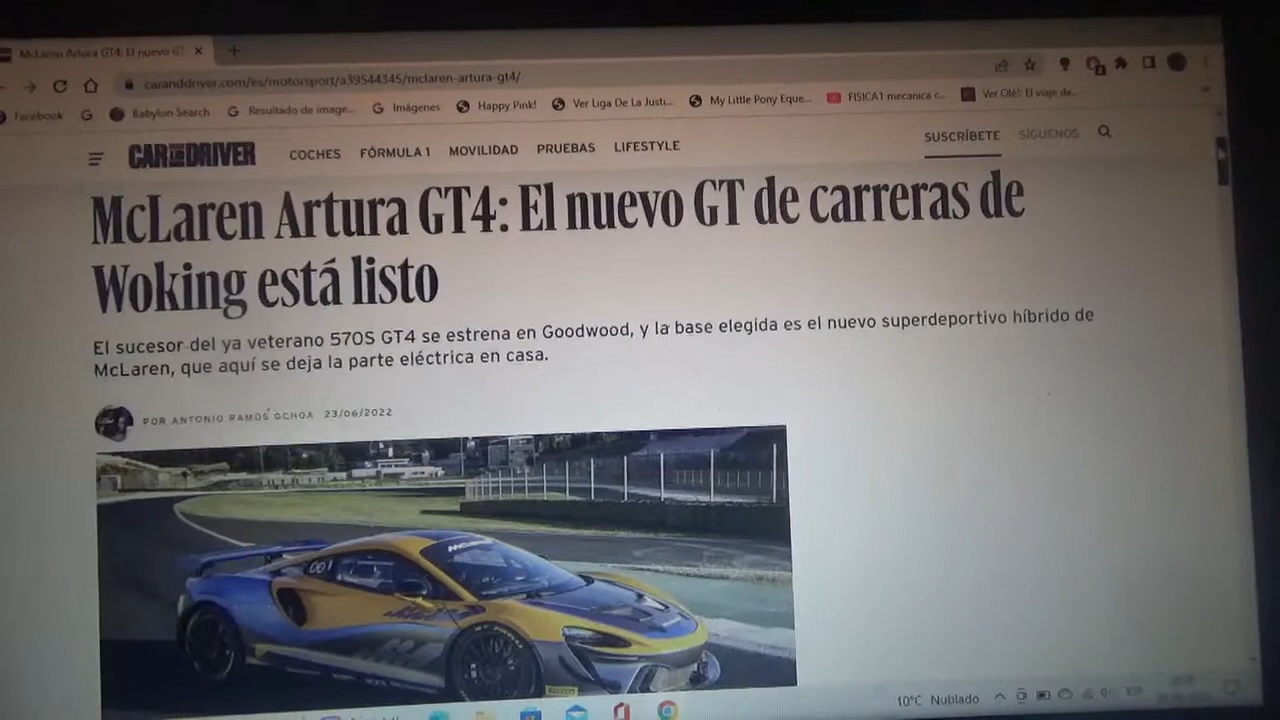 McLaren Artura GT4: El nuevo GT
caranddriver.com/es/motorsport/a39544345/mclaren-artura-gt4/
Facebook Babylon Search Resultado de image... Imágenes Happy Pink! Ver Liga De La Justi... My Little Pony Eque... FISICA1 mecanica c... Ver Olé!: El viaje de...
CAR AND DRIVER COCHES FÓRMULA 1 MOVILIDAD PRUEBAS LIFESTYLE SUSCRÍBETE SÍGUENOS
McLaren Artura GT4: El nuevo GT de carreras de
Woking está listo
El sucesor del ya veterano 570S GT4 se estrena en Goodwood, y la base elegida es el nuevo superdeportivo híbrido de
McLaren, que aquí se deja la parte eléctrica en casa.
POR ANTONIO RAMOS OCHOA 23/06/2022
001
10°C Nublado